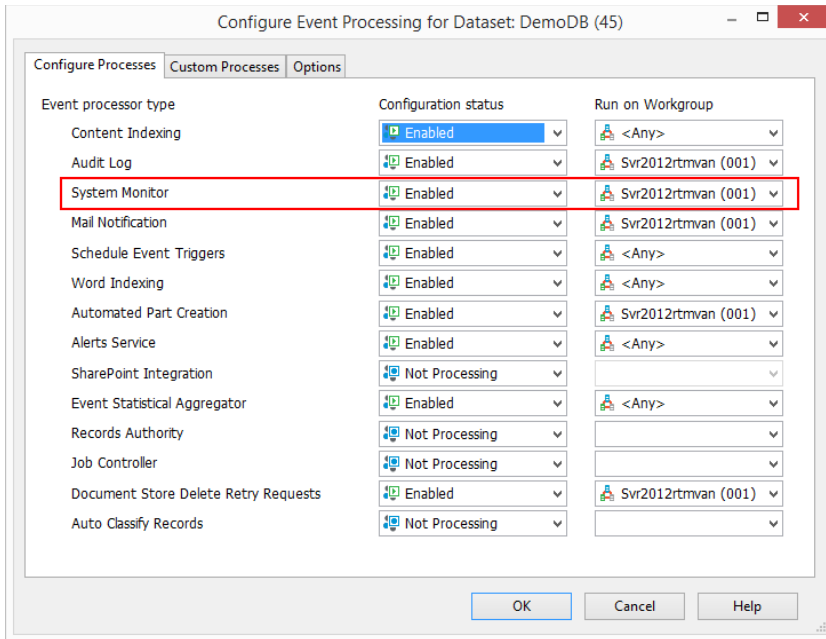 Configure Event Processing for Dataset: DemoDB (45)
Configure Processes Custom Processes Options
Event processor type Configuration status Run on Workgroup
Content Indexing Enabled <Any>
Audit Log Enabled Svr2012rtmvan (001)
System Monitor Enabled Svr2012rtmvan (001)
Mail Notification Enabled Svr2012rtmvan (001)
Schedule Event Triggers Enabled <Any>
Word Indexing Enabled <Any>
Automated Part Creation Enabled Svr2012rtmvan (001)
Alerts Service Enabled <Any>
SharePoint Integration Not Processing
Event Statistical Aggregator Enabled <Any>
Records Authority Not Processing
Job Controller Not Processing
Document Store Delete Retry Requests Enabled Svr2012rtmvan (001)
Auto Classify Records Not Processing
OK Cancel Help